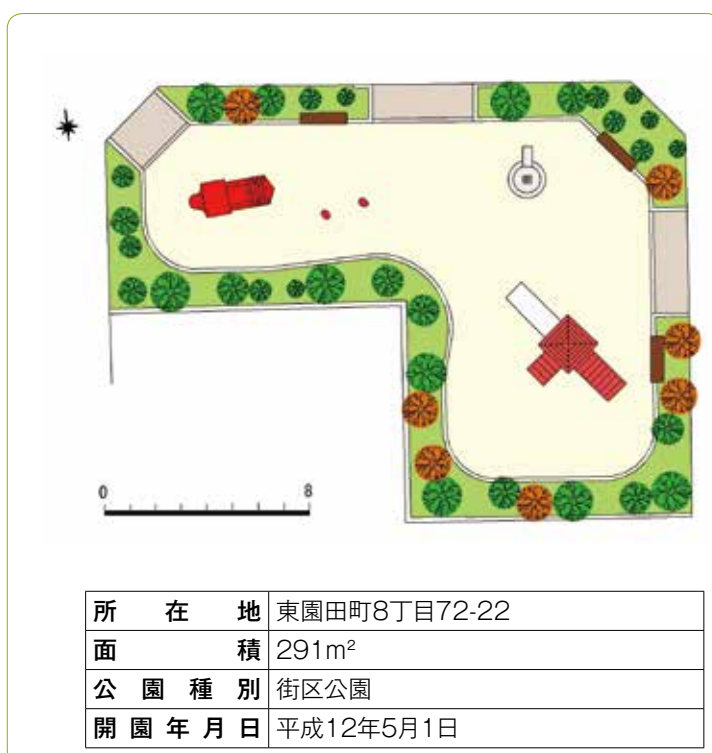 0 8
所在地 東園田町8丁目72-22
面積 291m²
公園種別 街区公園
開園年月日 平成12年5月1日